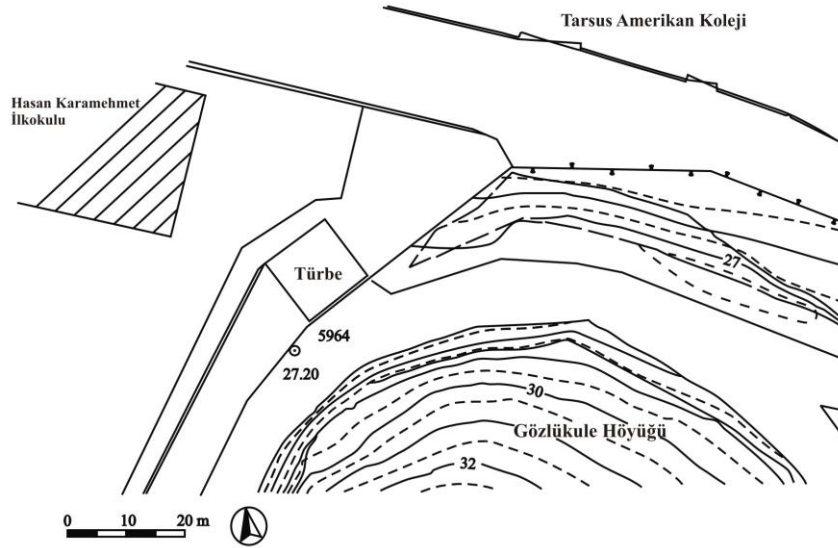 Tarsus Amerikan Koleji
Hasan Karamehmet
İlkokulu
27
Türbe
5964
27.20
30
Gözlükule Höyüğü
32
0 10 20 m